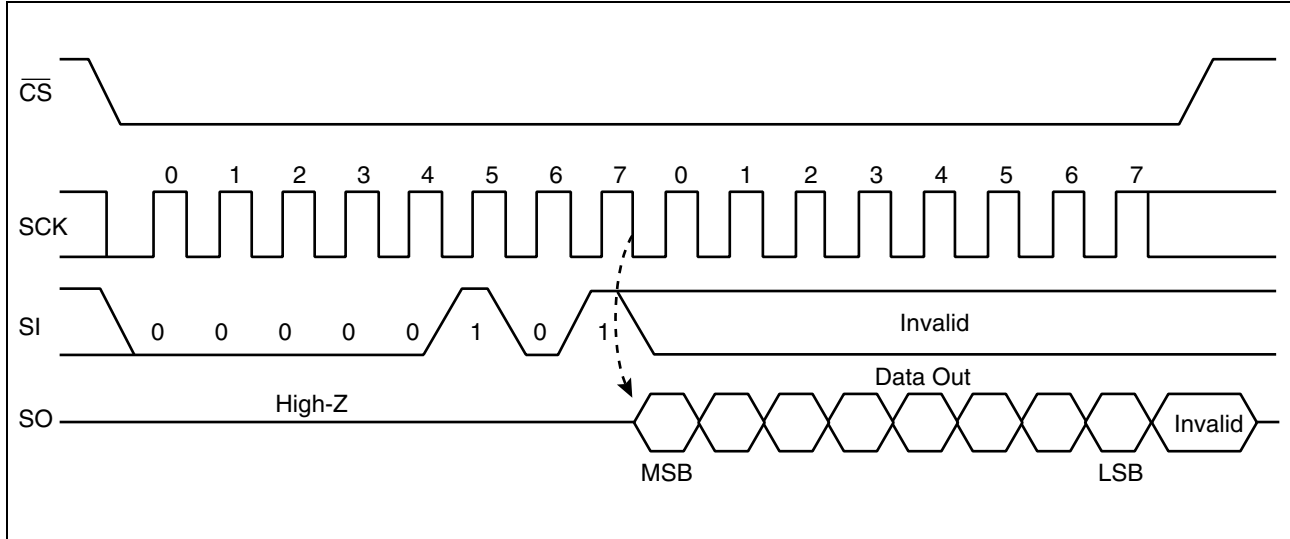 C̅S̅
0 1 2 3 4 5 6 7 0 1 2 3 4 5 6 7
SCK
SI 0 0 0 0 0 1 0 1 Invalid
Data Out
High-Z
SO Invalid
MSB LSB